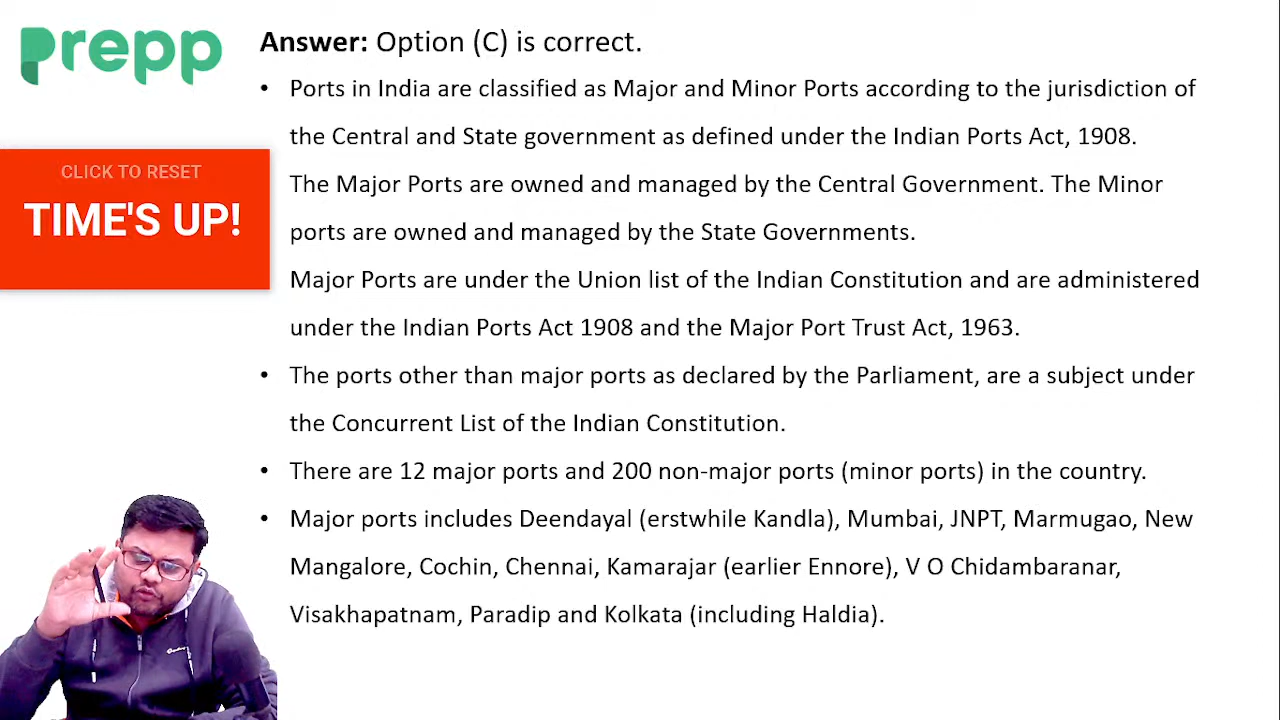 prepp
Answer: Option (C) is correct.
• Ports in India are classified as Major and Minor Ports according to the jurisdiction of
the Central and State government as defined under the Indian Ports Act, 1908.
CLICK TO RESET
TIME'S UP!
The Major Ports are owned and managed by the Central Government. The Minor
ports are owned and managed by the State Governments.
Major Ports are under the Union list of the Indian Constitution and are administered
under the Indian Ports Act 1908 and the Major Port Trust Act, 1963.
• The ports other than major ports as declared by the Parliament, are a subject under
the Concurrent List of the Indian Constitution.
• There are 12 major ports and 200 non-major ports (minor ports) in the country.
• Major ports includes Deendayal (erstwhile Kandla), Mumbai, JNPT, Marmugao, New
Mangalore, Cochin, Chennai, Kamarajar (earlier Ennore), V O Chidambaranar,
Visakhapatnam, Paradip and Kolkata (including Haldia).